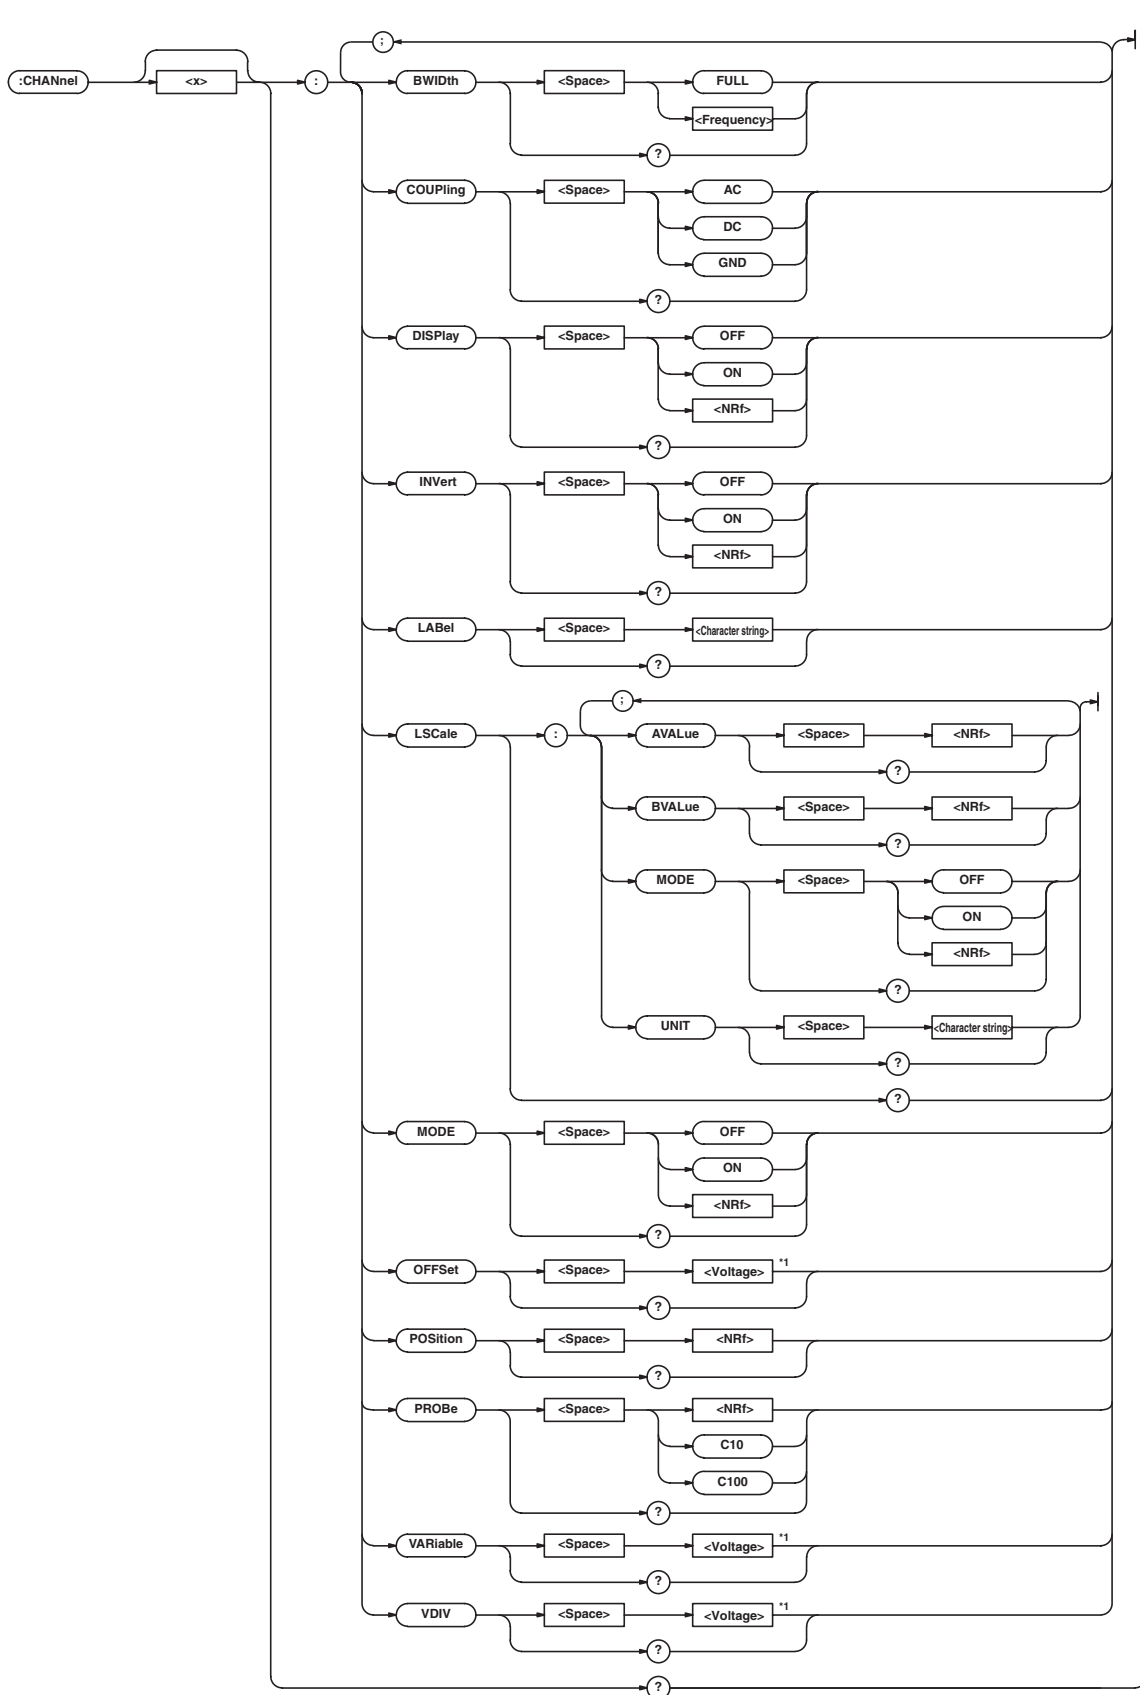 ;
:CHANnel <x> : BWIDth <Space> FULL
<Frequency>
?
COUPling <Space> AC
DC
GND
?
DISPlay <Space> OFF
ON
<NRf>
?
INVert <Space> OFF
ON
<NRf>
?
LABel <Space> <Character string>
?
;
LSCale : AVALue <Space> <NRf>
?
BVALue <Space> <NRf>
?
MODE <Space> OFF
ON
<NRf>
?
UNIT <Space> <Character string>
?
?
MODE <Space> OFF
ON
<NRf>
?
OFFSet <Space> <Voltage> *1
?
POSition <Space> <NRf>
?
PROBe <Space> <NRf>
C10
C100
?
VARiable <Space> <Voltage> *1
?
VDIV <Space> <Voltage> *1
?
?